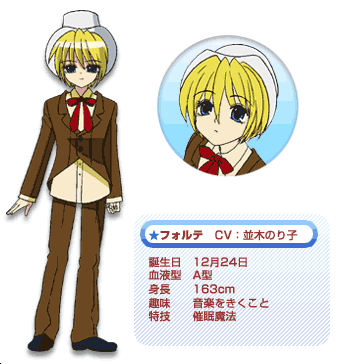 ★フォルテ　CV：並木のり子
誕生日　12月24日
血液型　A型
身長　163cm
趣味　音楽をきくこと
特技　催眠魔法